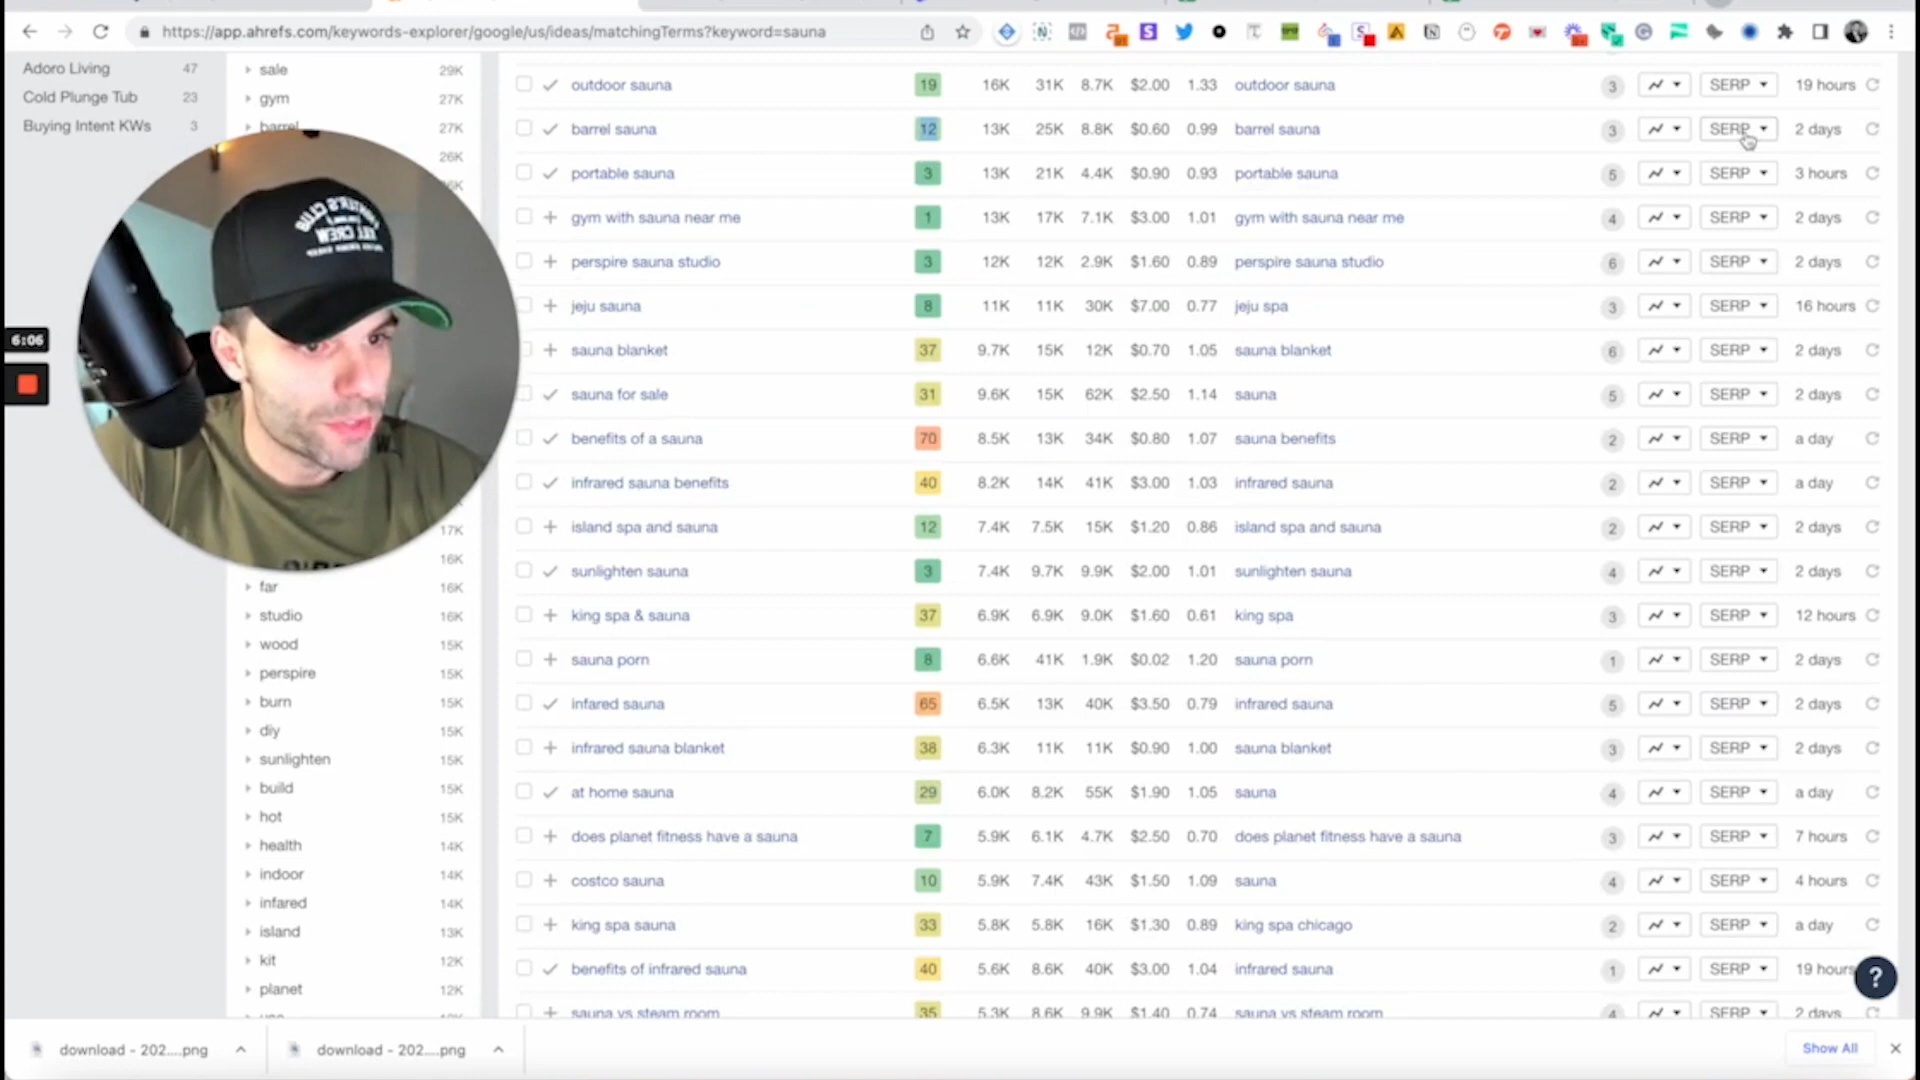 https://app.ahrefs.com/keywords-explorer/google/us/ideas/matchingTerms?keyword=sauna
Adoro Living 47
Cold Plunge Tub 23
Buying Intent KWs 3
sale 29K
gym 27K
barrel 27K
26K
17K
16K
far 16K
studio 16K
wood 15K
perspire 15K
burn 15K
diy 15K
sunlighten 15K
build 15K
hot 15K
health 14K
indoor 14K
infared 14K
island 13K
kit 12K
planet 12K
outdoor sauna 19 16K 31K 8.7K $2.00 1.33 outdoor sauna 3 SERP 19 hours
barrel sauna 12 13K 25K 8.8K $0.60 0.99 barrel sauna 3 SERP 2 days
portable sauna 3 13K 21K 4.4K $0.90 0.93 portable sauna 5 SERP 3 hours
gym with sauna near me 1 13K 17K 7.1K $3.00 1.01 gym with sauna near me 4 SERP 2 days
perspire sauna studio 3 12K 12K 2.9K $1.60 0.89 perspire sauna studio 6 SERP 2 days
jeju sauna 8 11K 11K 30K $7.00 0.77 jeju spa 3 SERP 16 hours
sauna blanket 37 9.7K 15K 12K $0.70 1.05 sauna blanket 6 SERP 2 days
sauna for sale 31 9.6K 15K 62K $2.50 1.14 sauna 5 SERP 2 days
benefits of a sauna 70 8.5K 13K 34K $0.80 1.07 sauna benefits 2 SERP a day
infrared sauna benefits 40 8.2K 14K 41K $3.00 1.03 infrared sauna 2 SERP a day
island spa and sauna 12 7.4K 7.5K 15K $1.20 0.86 island spa and sauna 2 SERP 2 days
sunlighten sauna 3 7.4K 9.7K 9.9K $2.00 1.01 sunlighten sauna 4 SERP 2 days
king spa & sauna 37 6.9K 6.9K 9.0K $1.60 0.61 king spa 3 SERP 12 hours
sauna porn 8 6.6K 41K 1.9K $0.02 1.20 sauna porn 1 SERP 2 days
infared sauna 65 6.5K 13K 40K $3.50 0.79 infrared sauna 5 SERP 2 days
infrared sauna blanket 38 6.3K 11K 11K $0.90 1.00 sauna blanket 3 SERP 2 days
at home sauna 29 6.0K 8.2K 55K $1.90 1.05 sauna 4 SERP a day
does planet fitness have a sauna 7 5.9K 6.1K 4.7K $2.50 0.70 does planet fitness have a sauna 3 SERP 7 hours
costco sauna 10 5.9K 7.4K 43K $1.50 1.09 sauna 4 SERP 4 hours
king spa sauna 33 5.8K 5.8K 16K $1.30 0.89 king spa chicago 2 SERP a day
benefits of infrared sauna 40 5.6K 8.6K 40K $3.00 1.04 infrared sauna 1 SERP 19 hours
sauna vs steam room 35 5.3K 8.6K 9.9K $1.40 0.74 sauna vs steam room 4 SERP 2 days
6:06
?
download - 202....png
download - 202....png
Show All